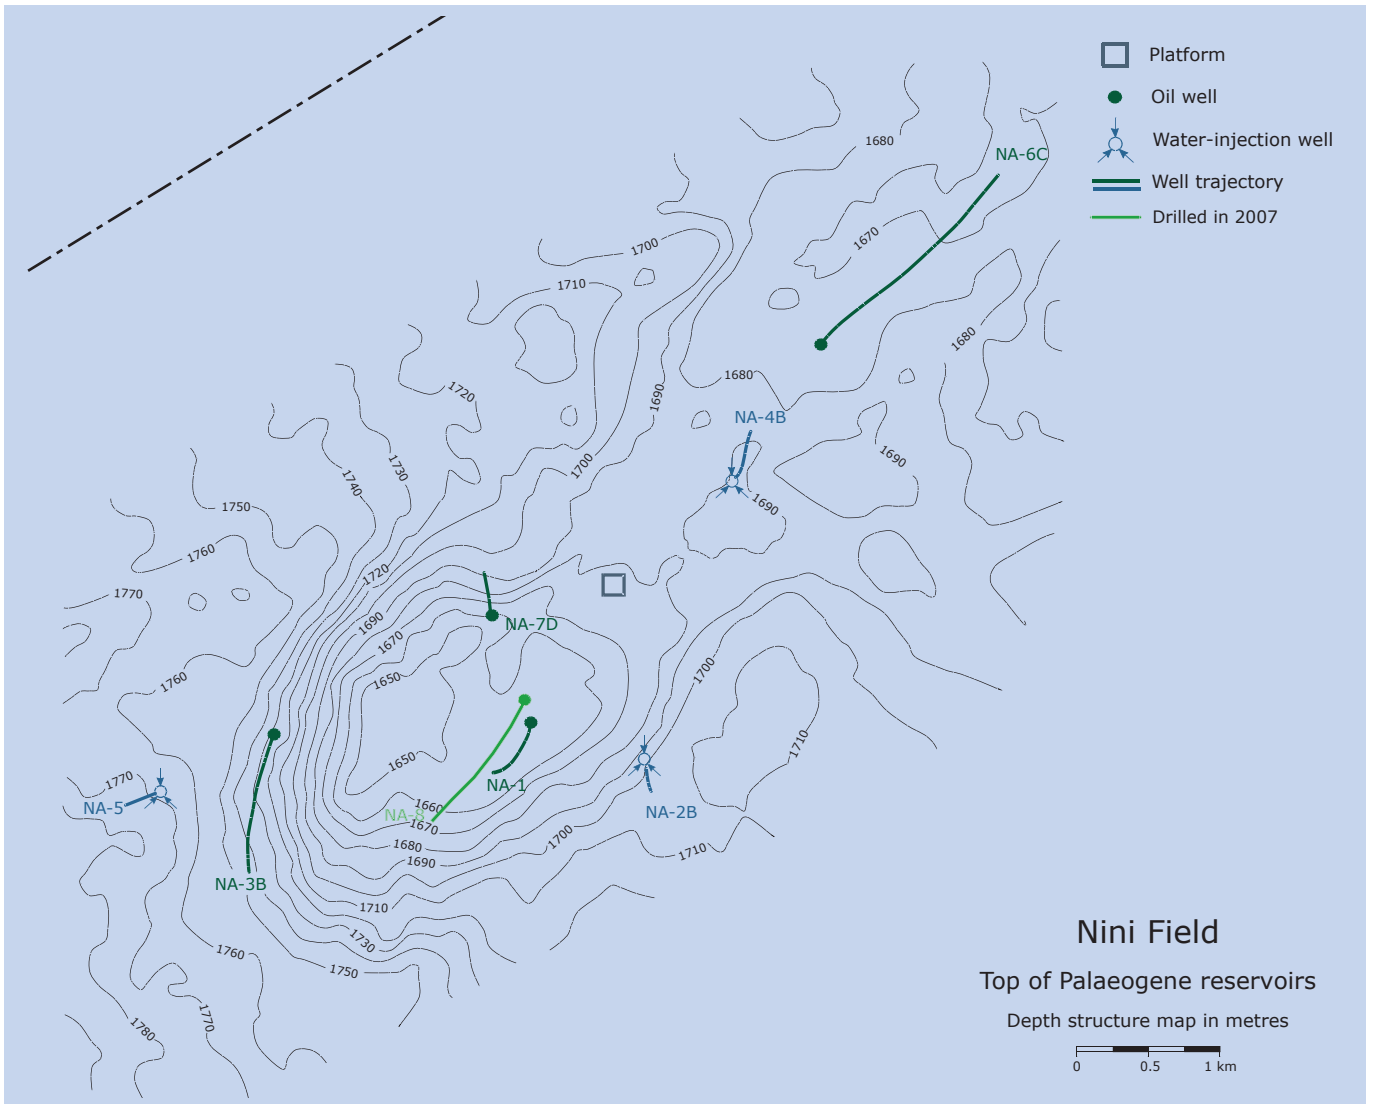 Platform
Oil well
1680
Water-injection well
NA-6C
Well trajectory
Drilled in 2007
1670
1700
1710
1680
1680
1720
1690
NA-4B
1690
1700
1730
1740
1690
1750
1760
1720
1770
1690
NA-7D
1670
1700
1650
1760
1710
1650
1770
NA-1
NA-5
1660
NA-8
NA-2B
1670
1680
1700
1710
1690
NA-3B
1710
Nini Field
1730
1760
1750
Top of Palaeogene reservoirs
1770
1780
Depth structure map in metres
0 0.5 1 km